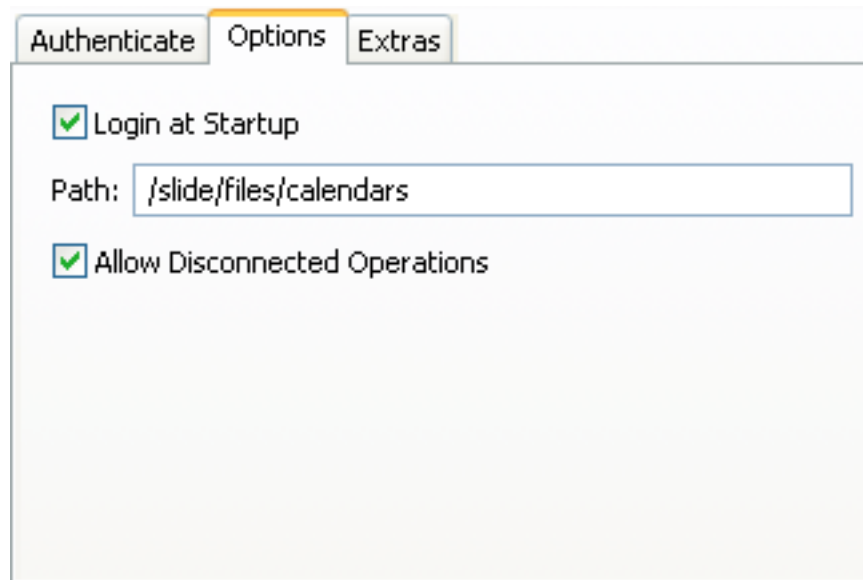 Authenticate Options Extras
Login at Startup
Path: /slide/files/calendars
Allow Disconnected Operations